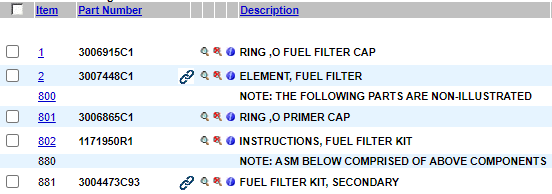 Item Part Number Description
1 3006915C1 RING ,O FUEL FILTER CAP
2 3007448C1 ELEMENT, FUEL FILTER
800 NOTE: THE FOLLOWING PARTS ARE NON-ILLUSTRATED
801 3006865C1 RING ,O PRIMER CAP
802 1171950R1 INSTRUCTIONS, FUEL FILTER KIT
880 NOTE: ASM BELOW COMPRISED OF ABOVE COMPONENTS
881 3004473C93 FUEL FILTER KIT, SECONDARY